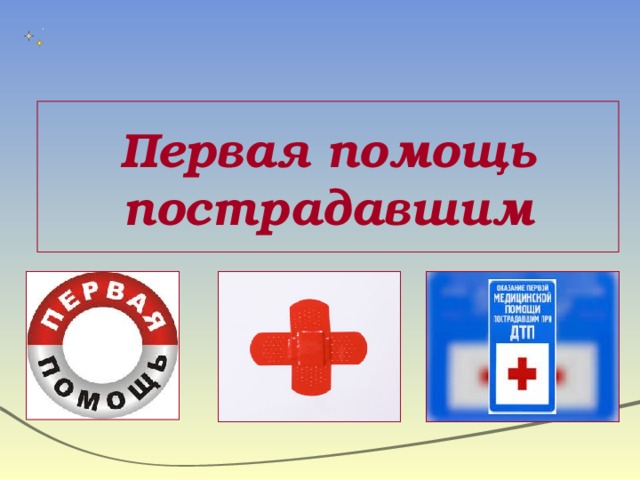 Первая помощь
пострадавшим
ПЕРВАЯ
ПОМОЩЬ
ОКАЗАНИЕ ПЕРВОЙ
МЕДИЦИНСКОЙ
ПОМОЩИ
ПОСТРАДАВШИМ ПРИ
ДТП